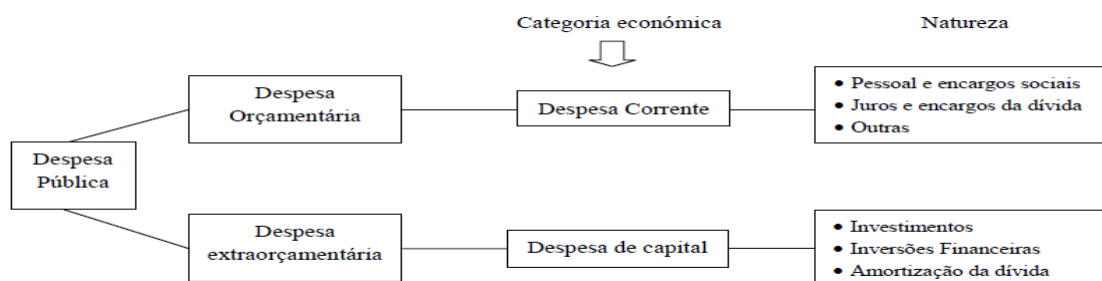 Categoria económica
Natureza
Despesa
Orçamentária
Despesa Corrente
• Pessoal e encargos sociais
• Juros e encargos da dívida
• Outras
Despesa
Pública
Despesa
extraorçamentária
Despesa de capital
• Investimentos
• Inversões Financeiras
• Amortização da dívida